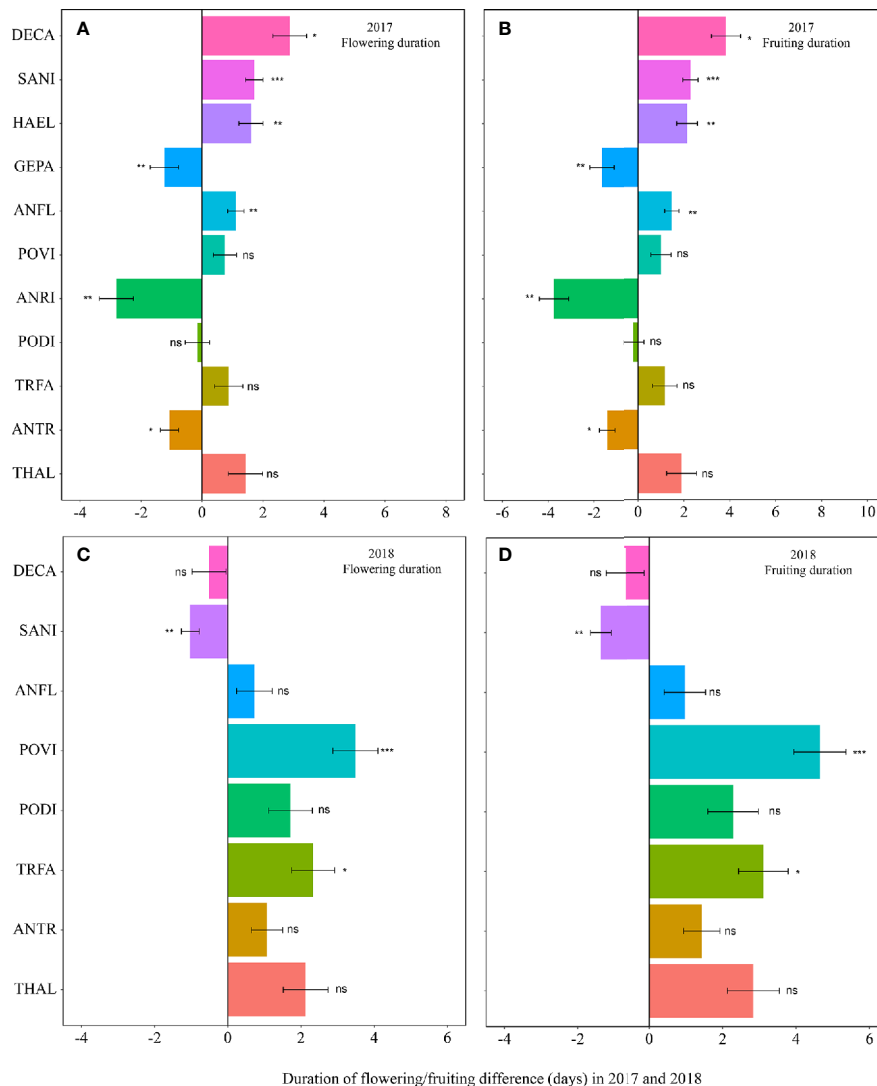 A
2017
Flowering duration
B
2017
Fruiting duration
DECA
*
*
SANI
***
***
HAEL
**
**
GEPA
**
**
ANFL
**
**
POVI
ns
ns
ANRI
**
**
PODI
ns
ns
TRFA
ns
ns
ANTR
*
*
THAL
ns
ns
-4 -2 0 2 4 6 8
-6 -4 -2 0 2 4 6 8 10
C
2018
Flowering duration
D
2018
Fruiting duration
DECA
ns
ns
SANI
**
**
ANFL
ns
ns
POVI
***
***
PODI
ns
ns
TRFA
*
*
ANTR
ns
ns
THAL
ns
ns
-4 -2 0 2 4 6
-4 -2 0 2 4 6
Duration of flowering/fruiting difference (days) in 2017 and 2018